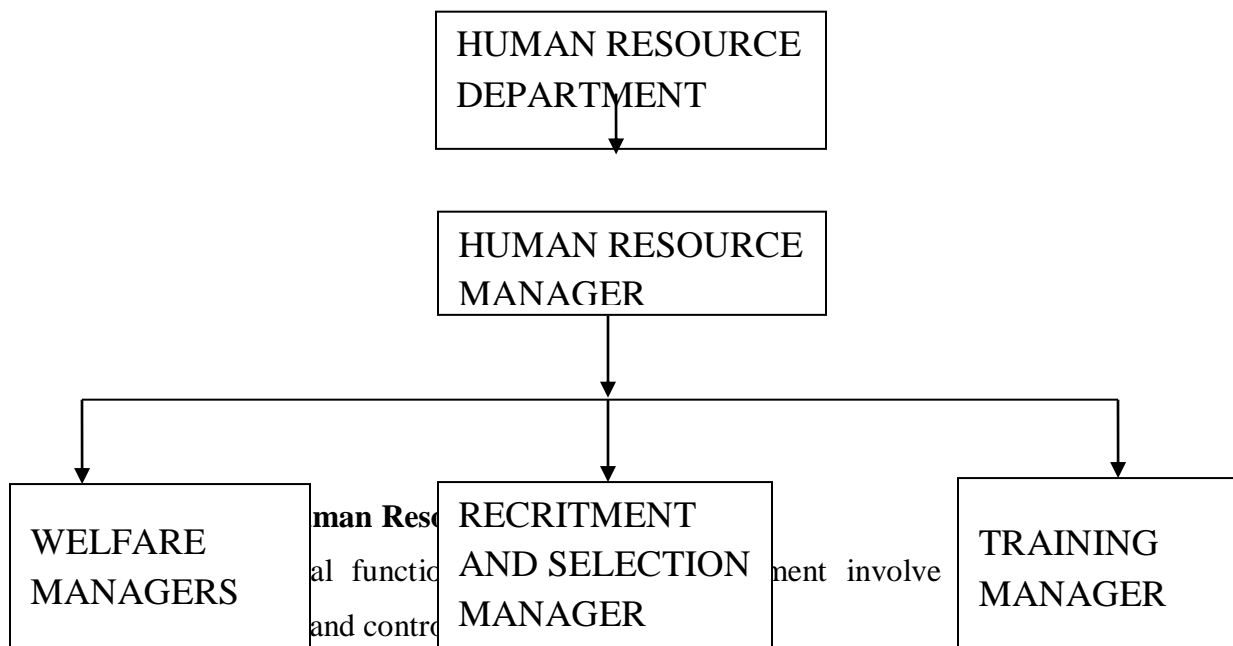 HUMAN RESOURCE
DEPARTMENT
HUMAN RESOURCE
MANAGER
WELFARE
MANAGERS
RECRITMENT
AND SELECTION
MANAGER
TRAINING
MANAGER
man Reso
al functio ment involve
and contro